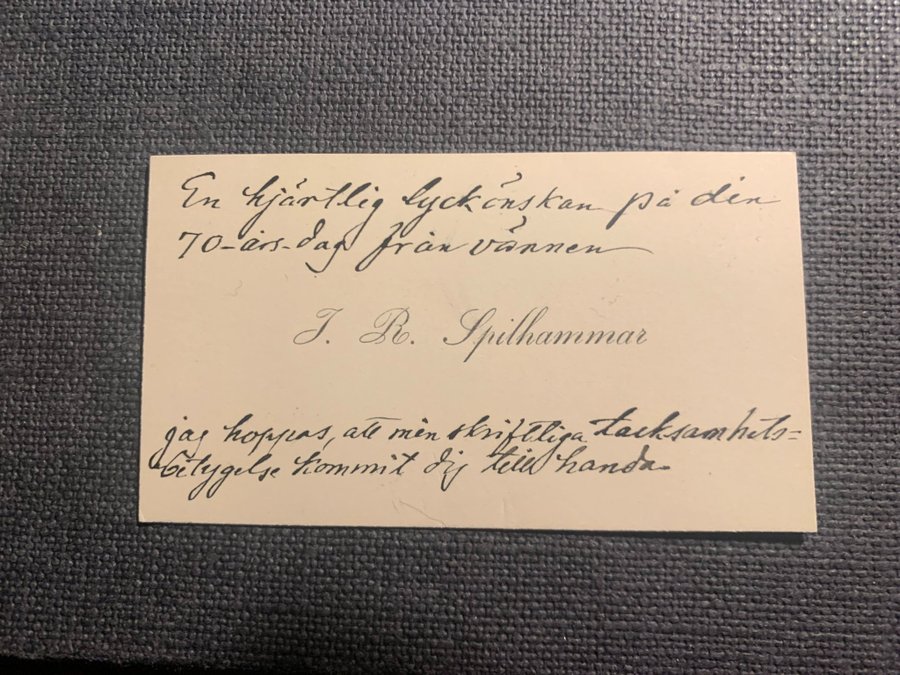 En hjärtlig lyckönskan på din
70-års-dag från vännen
J. R. Spilhammar
jag hoppas, att min skriftliga tacksamhets=
betygelse kommit dig till handa.